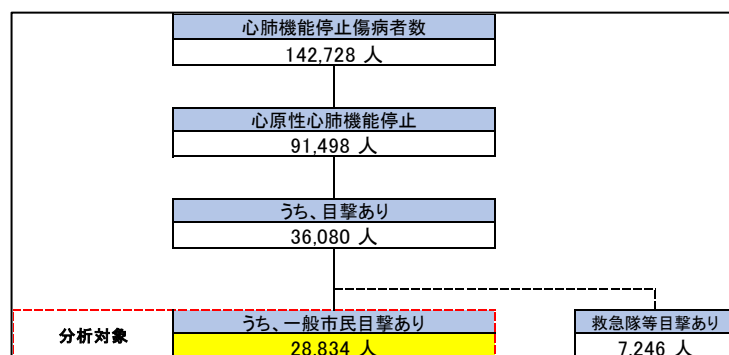 心肺機能停止傷病者数
142,728 人
心原性心肺機能停止
91,498 人
うち、目撃あり
36,080 人
分析対象
うち、一般市民目撃あり
28,834 人
救急隊等目撃あり
7,246 人